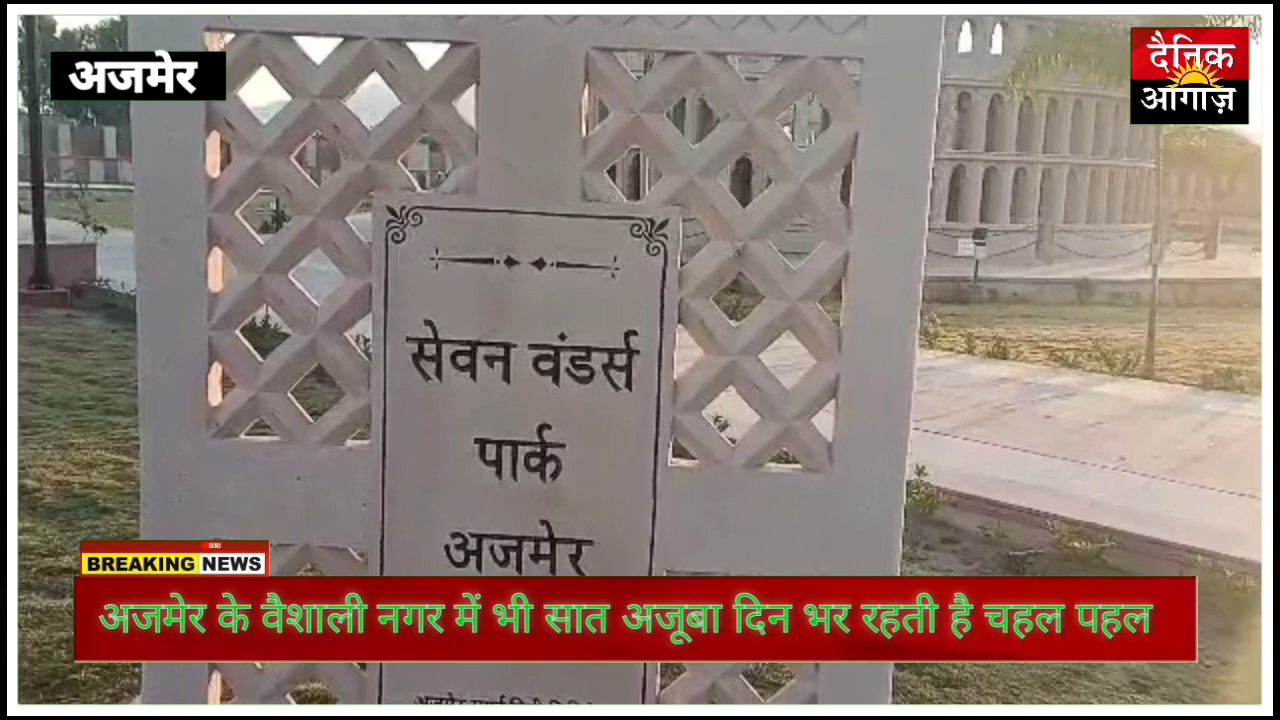 अजमेर
दैनिक
आगाज़
सेवन वंडर्स
पार्क
अजमेर
BREAKING NEWS
अजमेर के वैशाली नगर में भी सात अजूबा दिन भर रहती है चहल पहल